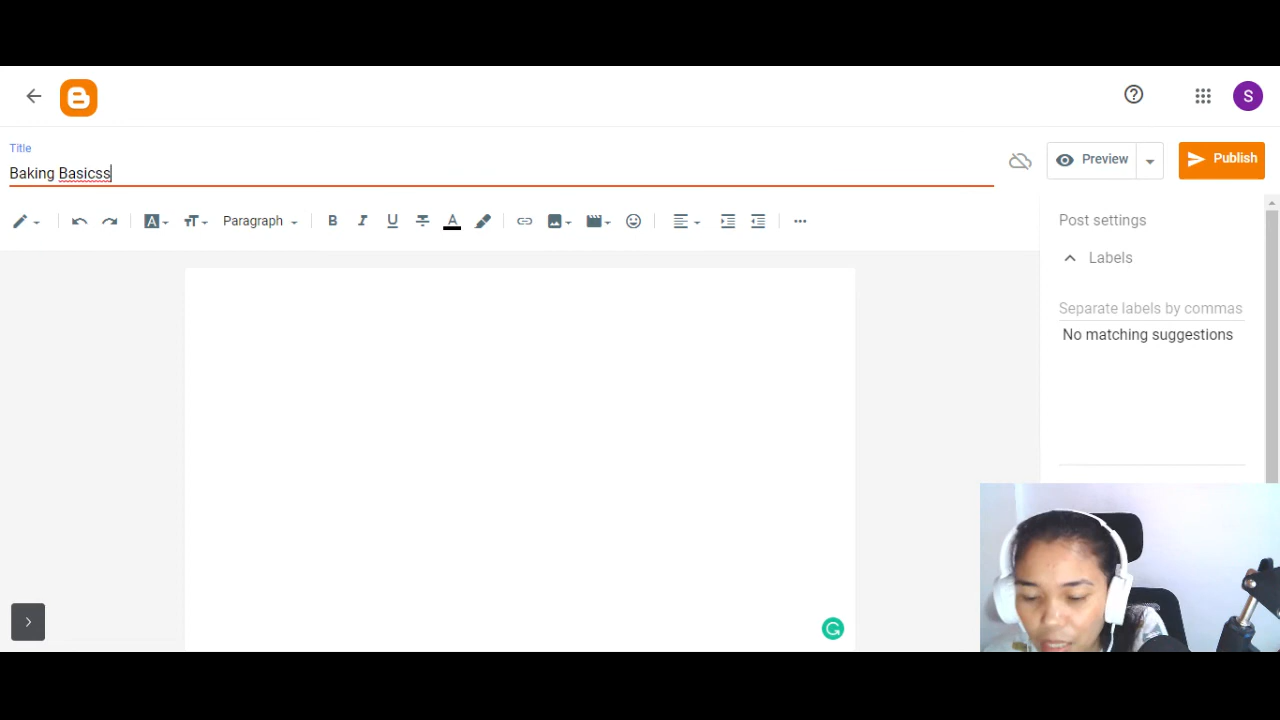 S
Title
Baking Basicss
Preview
Publish
Paragraph
B I U A
Post settings
Labels
Separate labels by commas
No matching suggestions